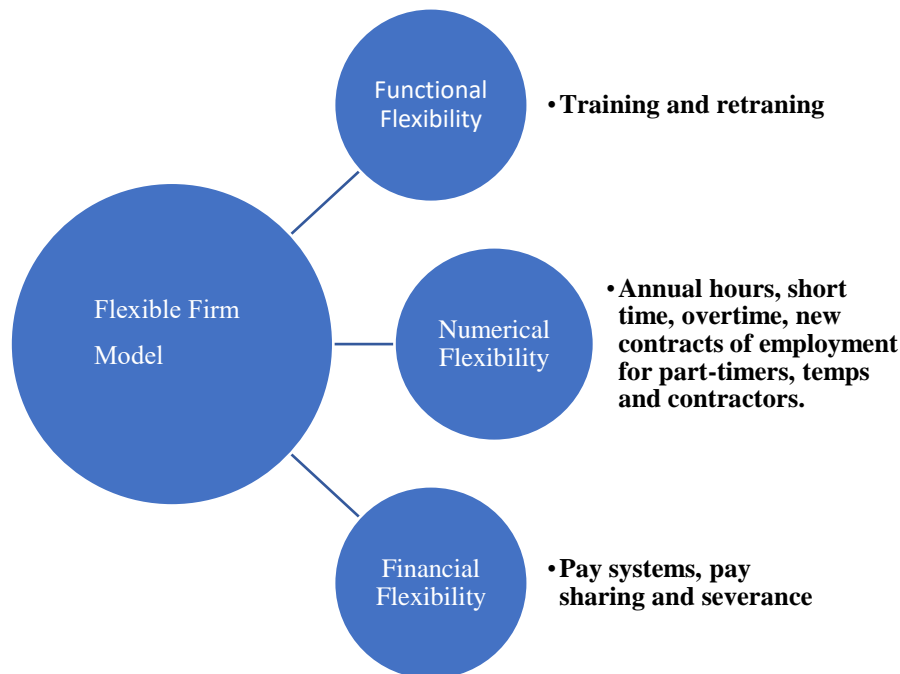 Functional
Flexibility
•Training and retraning
Flexible Firm
Model
Numerical
Flexibility
•Annual hours, short
time, overtime, new
contracts of employment
for part-timers, temps
and contractors.
Financial
Flexibility
•Pay systems, pay
sharing and severance